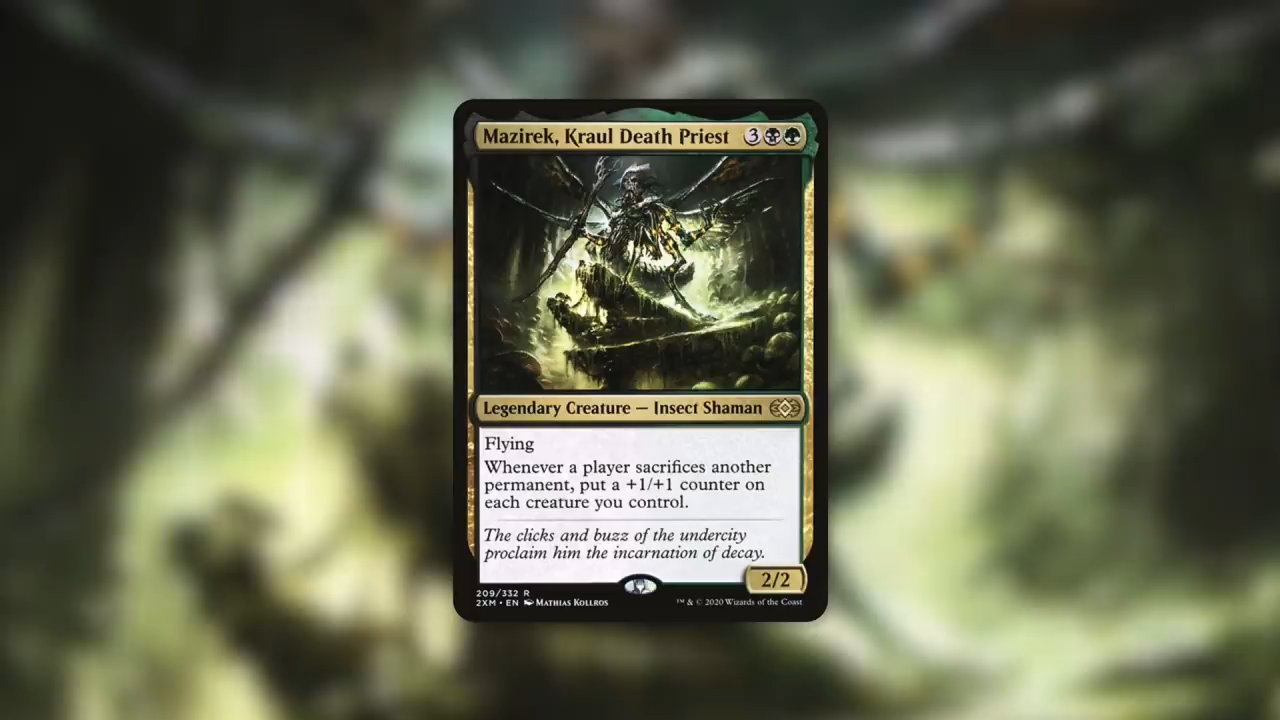 Mazirek, Kraul Death Priest 3
Legendary Creature — Insect Shaman
Flying
Whenever a player sacrifices another
permanent, put a +1/+1 counter on
each creature you control.
The clicks and buzz of the undercity
proclaim him the incarnation of decay.
2/2
209/332 R
2XM • EN Mathias Kollros
™ & © 2020 Wizards of the Coast